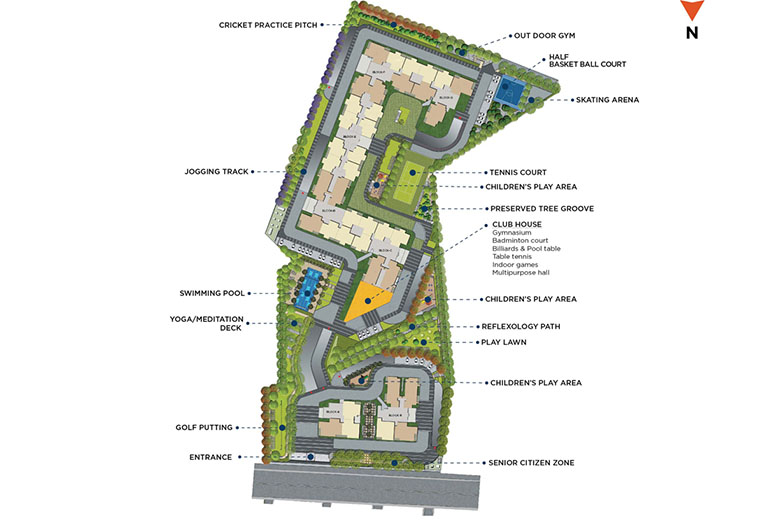 N
CRICKET PRACTICE PITCH
OUT DOOR GYM
HALF
BASKET BALL COURT
SKATING ARENA
JOGGING TRACK
TENNIS COURT
CHILDREN'S PLAY AREA
PRESERVED TREE GROOVE
CLUB HOUSE
Gymnasium
Badminton court
Billiards & Pool table
Table tennis
Indoor games
Multipurpose hall
SWIMMING POOL
CHILDREN'S PLAY AREA
YOGA/MEDITATION
DECK
REFLEXOLOGY PATH
PLAY LAWN
CHILDREN'S PLAY AREA
GOLF PUTTING
ENTRANCE
SENIOR CITIZEN ZONE